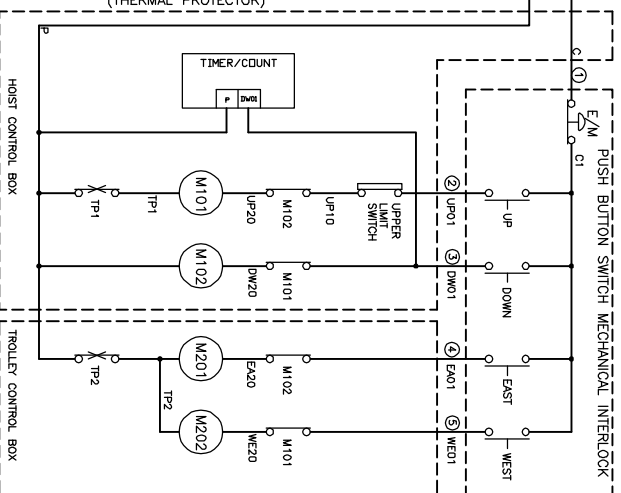 (THERMAL PROTECTOR)
P
C
1
TIMER/COUNT
P
DW01
E/M
C1
PUSH BUTTON SWITCH MECHANICAL INTERLOCK
HOIST CONTROL BOX
TP1
TP1
M101
UP20
M102
UP10
UPPER
LIMIT
SWITCH
2
UP01
UP
M102
DW20
M101
3
DW01
DOWN
TROLLEY CONTROL BOX
TP2
TP2
M201
EA20
M102
4
EA01
EAST
M202
WE20
M101
5
WE01
WEST